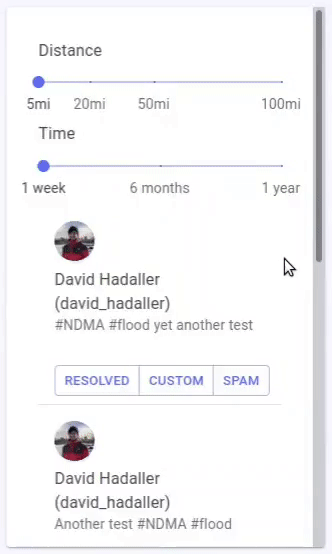 Distance
5mi 20mi 50mi 100mi
Time
1 week 6 months 1 year
David Hadaller
(david_hadaller)
#NDMA #flood yet another test
RESOLVED CUSTOM SPAM
David Hadaller
(david_hadaller)
Another test #NDMA #flood